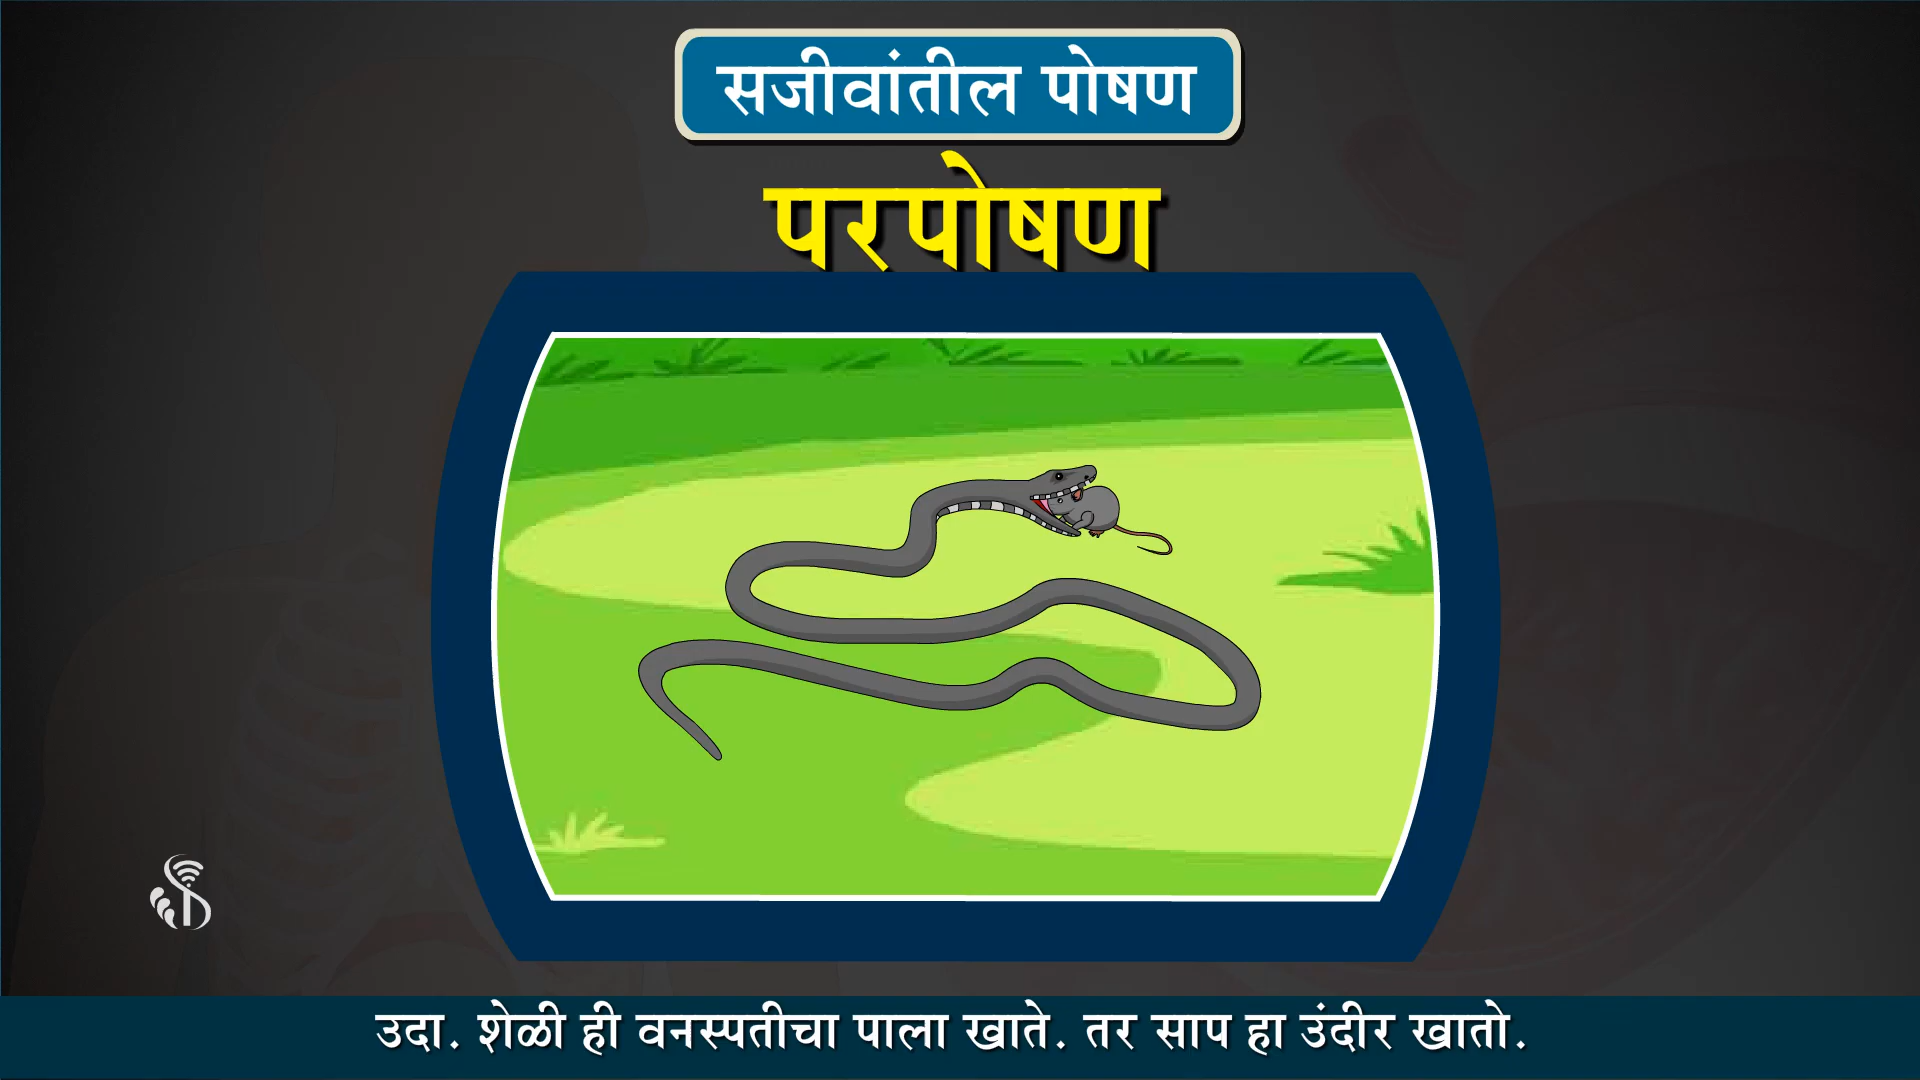 सजीवांतील पोषण
परपोषण
उदा. शेळी ही वनस्पतीचा पाला खाते. तर साप हा उंदीर खातो.